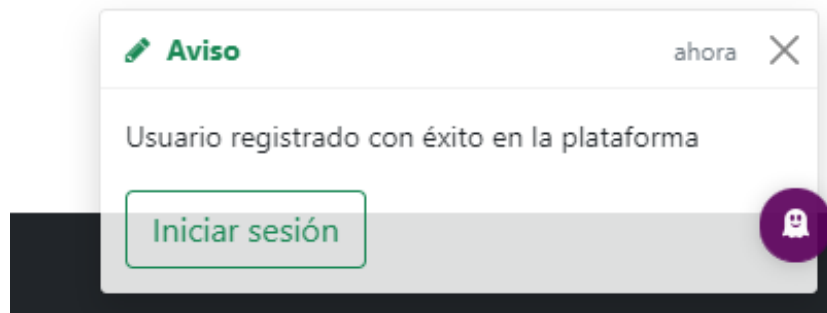 Aviso
ahora
Usuario registrado con éxito en la plataforma
Iniciar sesión